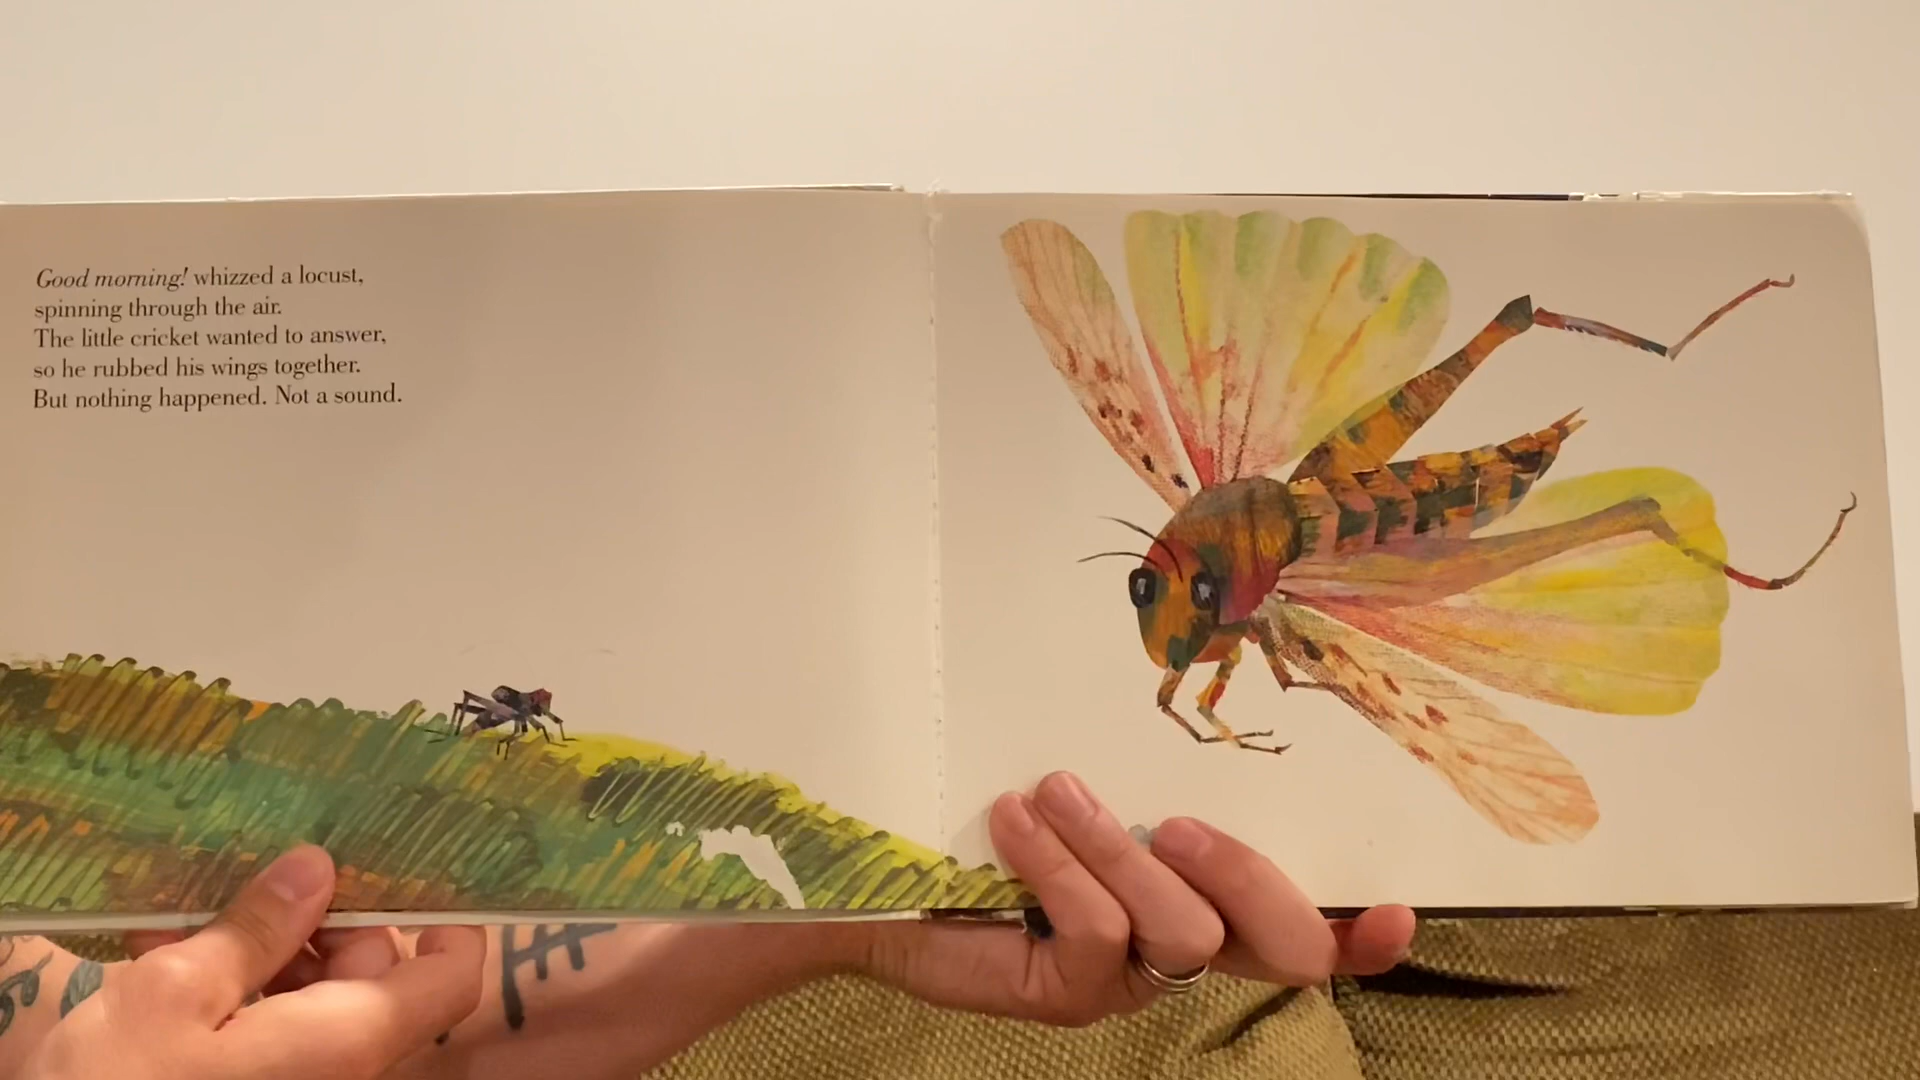 Good morning! whizzed a locust,
spinning through the air.
The little cricket wanted to answer,
so he rubbed his wings together.
But nothing happened. Not a sound.